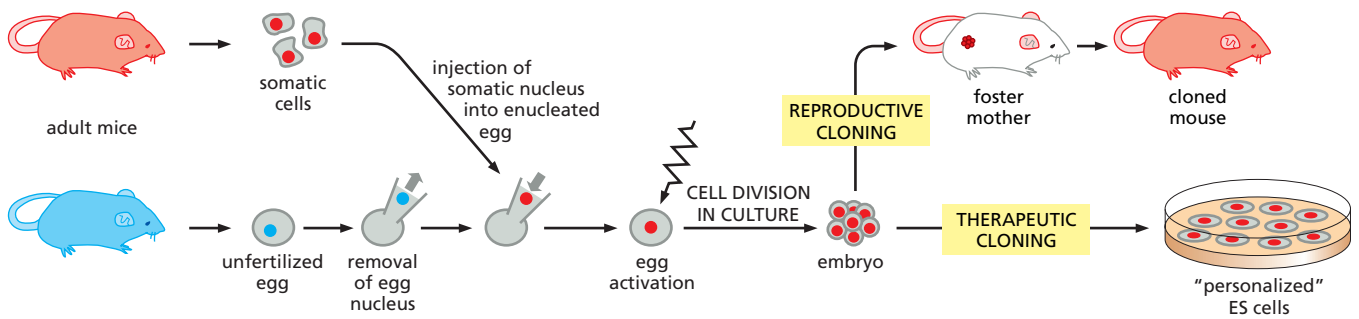 adult mice
somatic
cells
injection of
somatic nucleus
into enucleated
egg
unfertilized
egg
removal
of egg
nucleus
egg
activation
CELL DIVISION
IN CULTURE
embryo
REPRODUCTIVE
CLONING
foster
mother
cloned
mouse
THERAPEUTIC
CLONING
“personalized”
ES cells